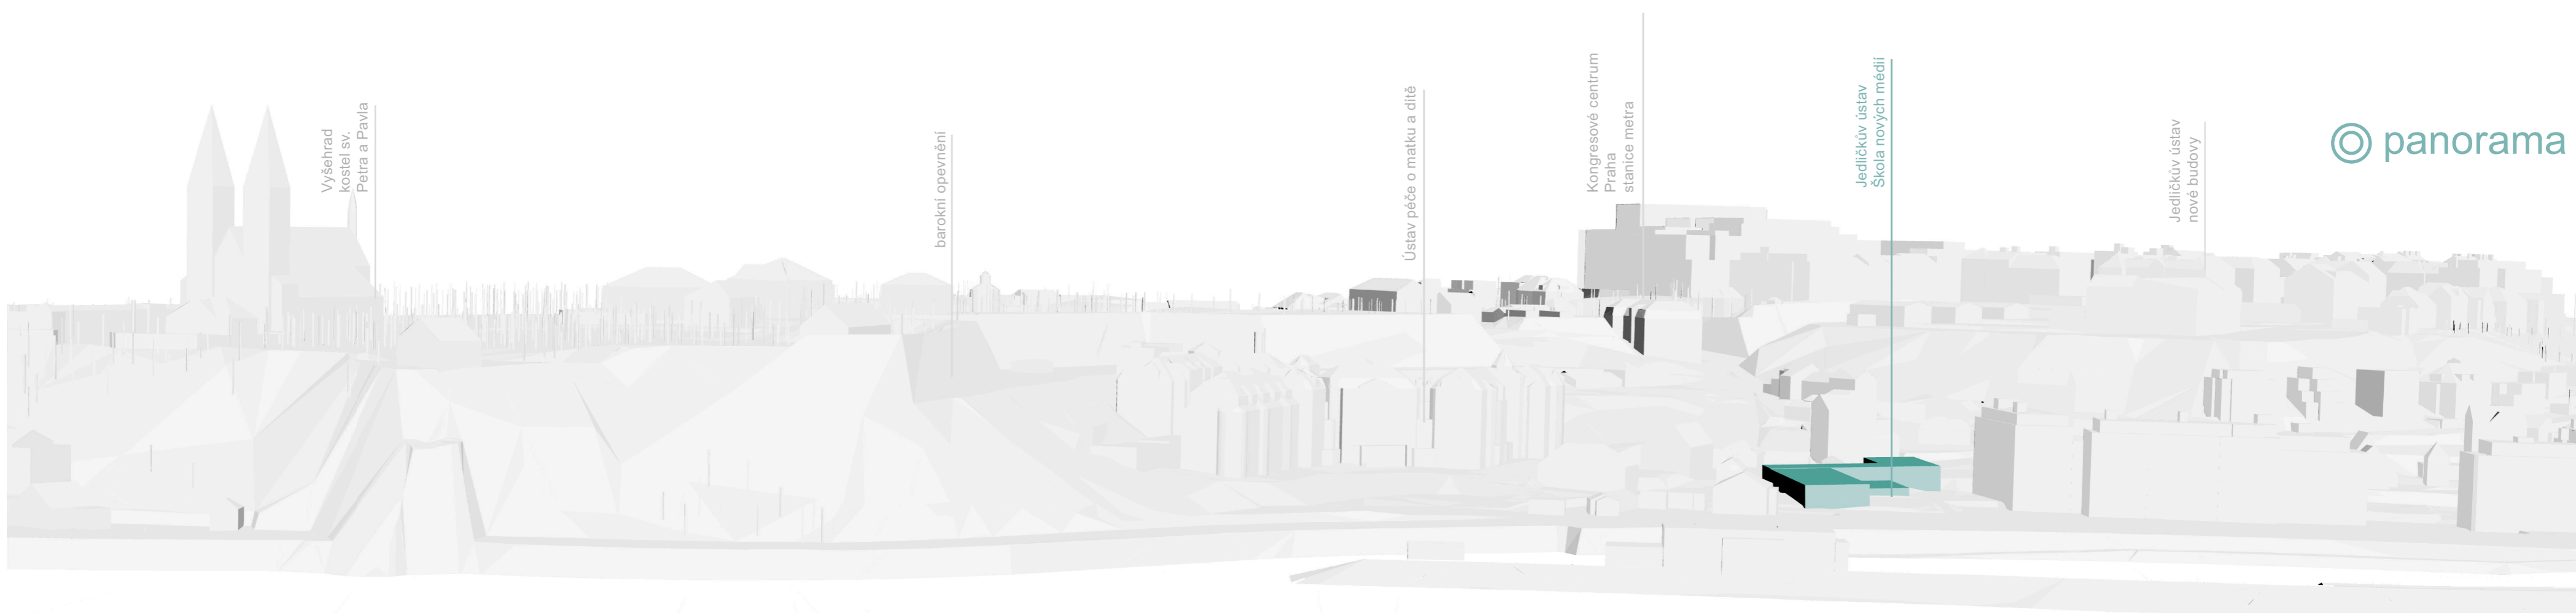 Vyšehrad
kostel sv.
Petra a Pavla
barokní opevnění
Ústav péče o matku a dítě
Kongresové centrum
Praha
stanice metra
Jedličkův ústav
Škola nových médií
Jedličkův ústav
nové budovy
panorama